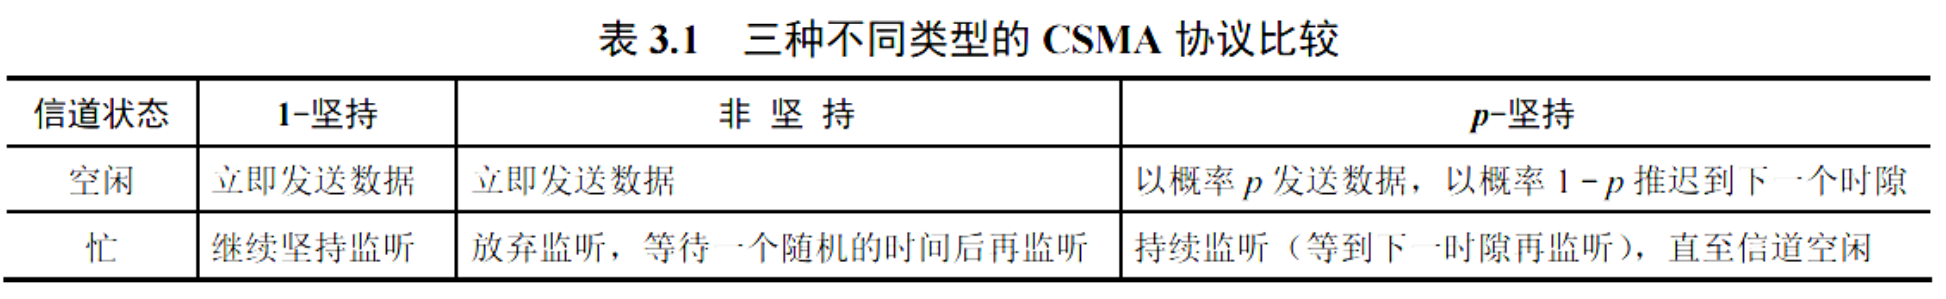 表 3.1 三种不同类型的 CSMA 协议比较
信道状态 1-坚持 非 坚 持 p-坚持
空闲 立即发送数据 立即发送数据 以概率 p 发送数据，以概率 1 - p 推迟到下一个时隙
忙 继续坚持监听 放弃监听，等待一个随机的时间后再监听 持续监听（等到下一时隙再监听），直至信道空闲